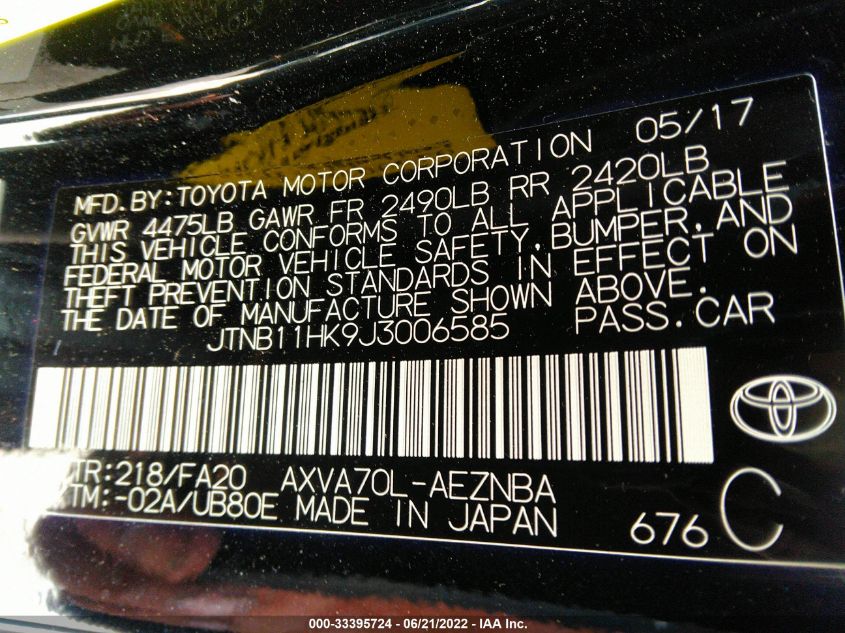 05/17
MFD.BY:TOYOTA MOTOR CORPORATION
GVWR 4475LB GAWR FR 2490LB RR 2420LB
THIS VEHICLE CONFORMS TO ALL APPLICABLE
FEDERAL MOTOR VEHICLE SAFETY,BUMPER,AND
THEFT PREVENTION STANDARDS IN EFFECT ON
THE DATE OF MANUFACTURE SHOWN ABOVE.
JTNB11HK9J3006585 PASS.CAR
TR:218/FA20 AXVA70L-AEZNBA
TM:-02A/UB80E MADE IN JAPAN
676 C
000-33395724 - 06/21/2022 - IAA Inc.